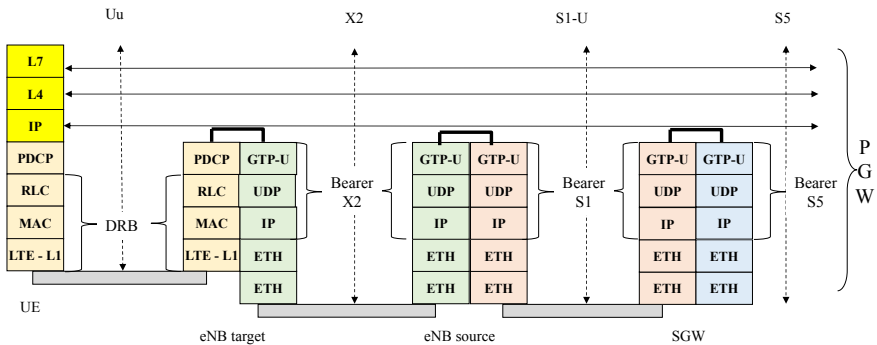 Uu X2 S1-U S5
L7
L4
IP
PDCP PDCP GTP-U GTP-U GTP-U GTP-U GTP-U
RLC RLC UDP UDP UDP UDP UDP
MAC MAC IP IP IP IP IP
LTE - L1 LTE - L1 ETH ETH ETH ETH ETH
ETH ETH ETH ETH ETH
DRB
Bearer
X2
Bearer
S1
Bearer
S5
P
G
W
UE
eNB target eNB source SGW